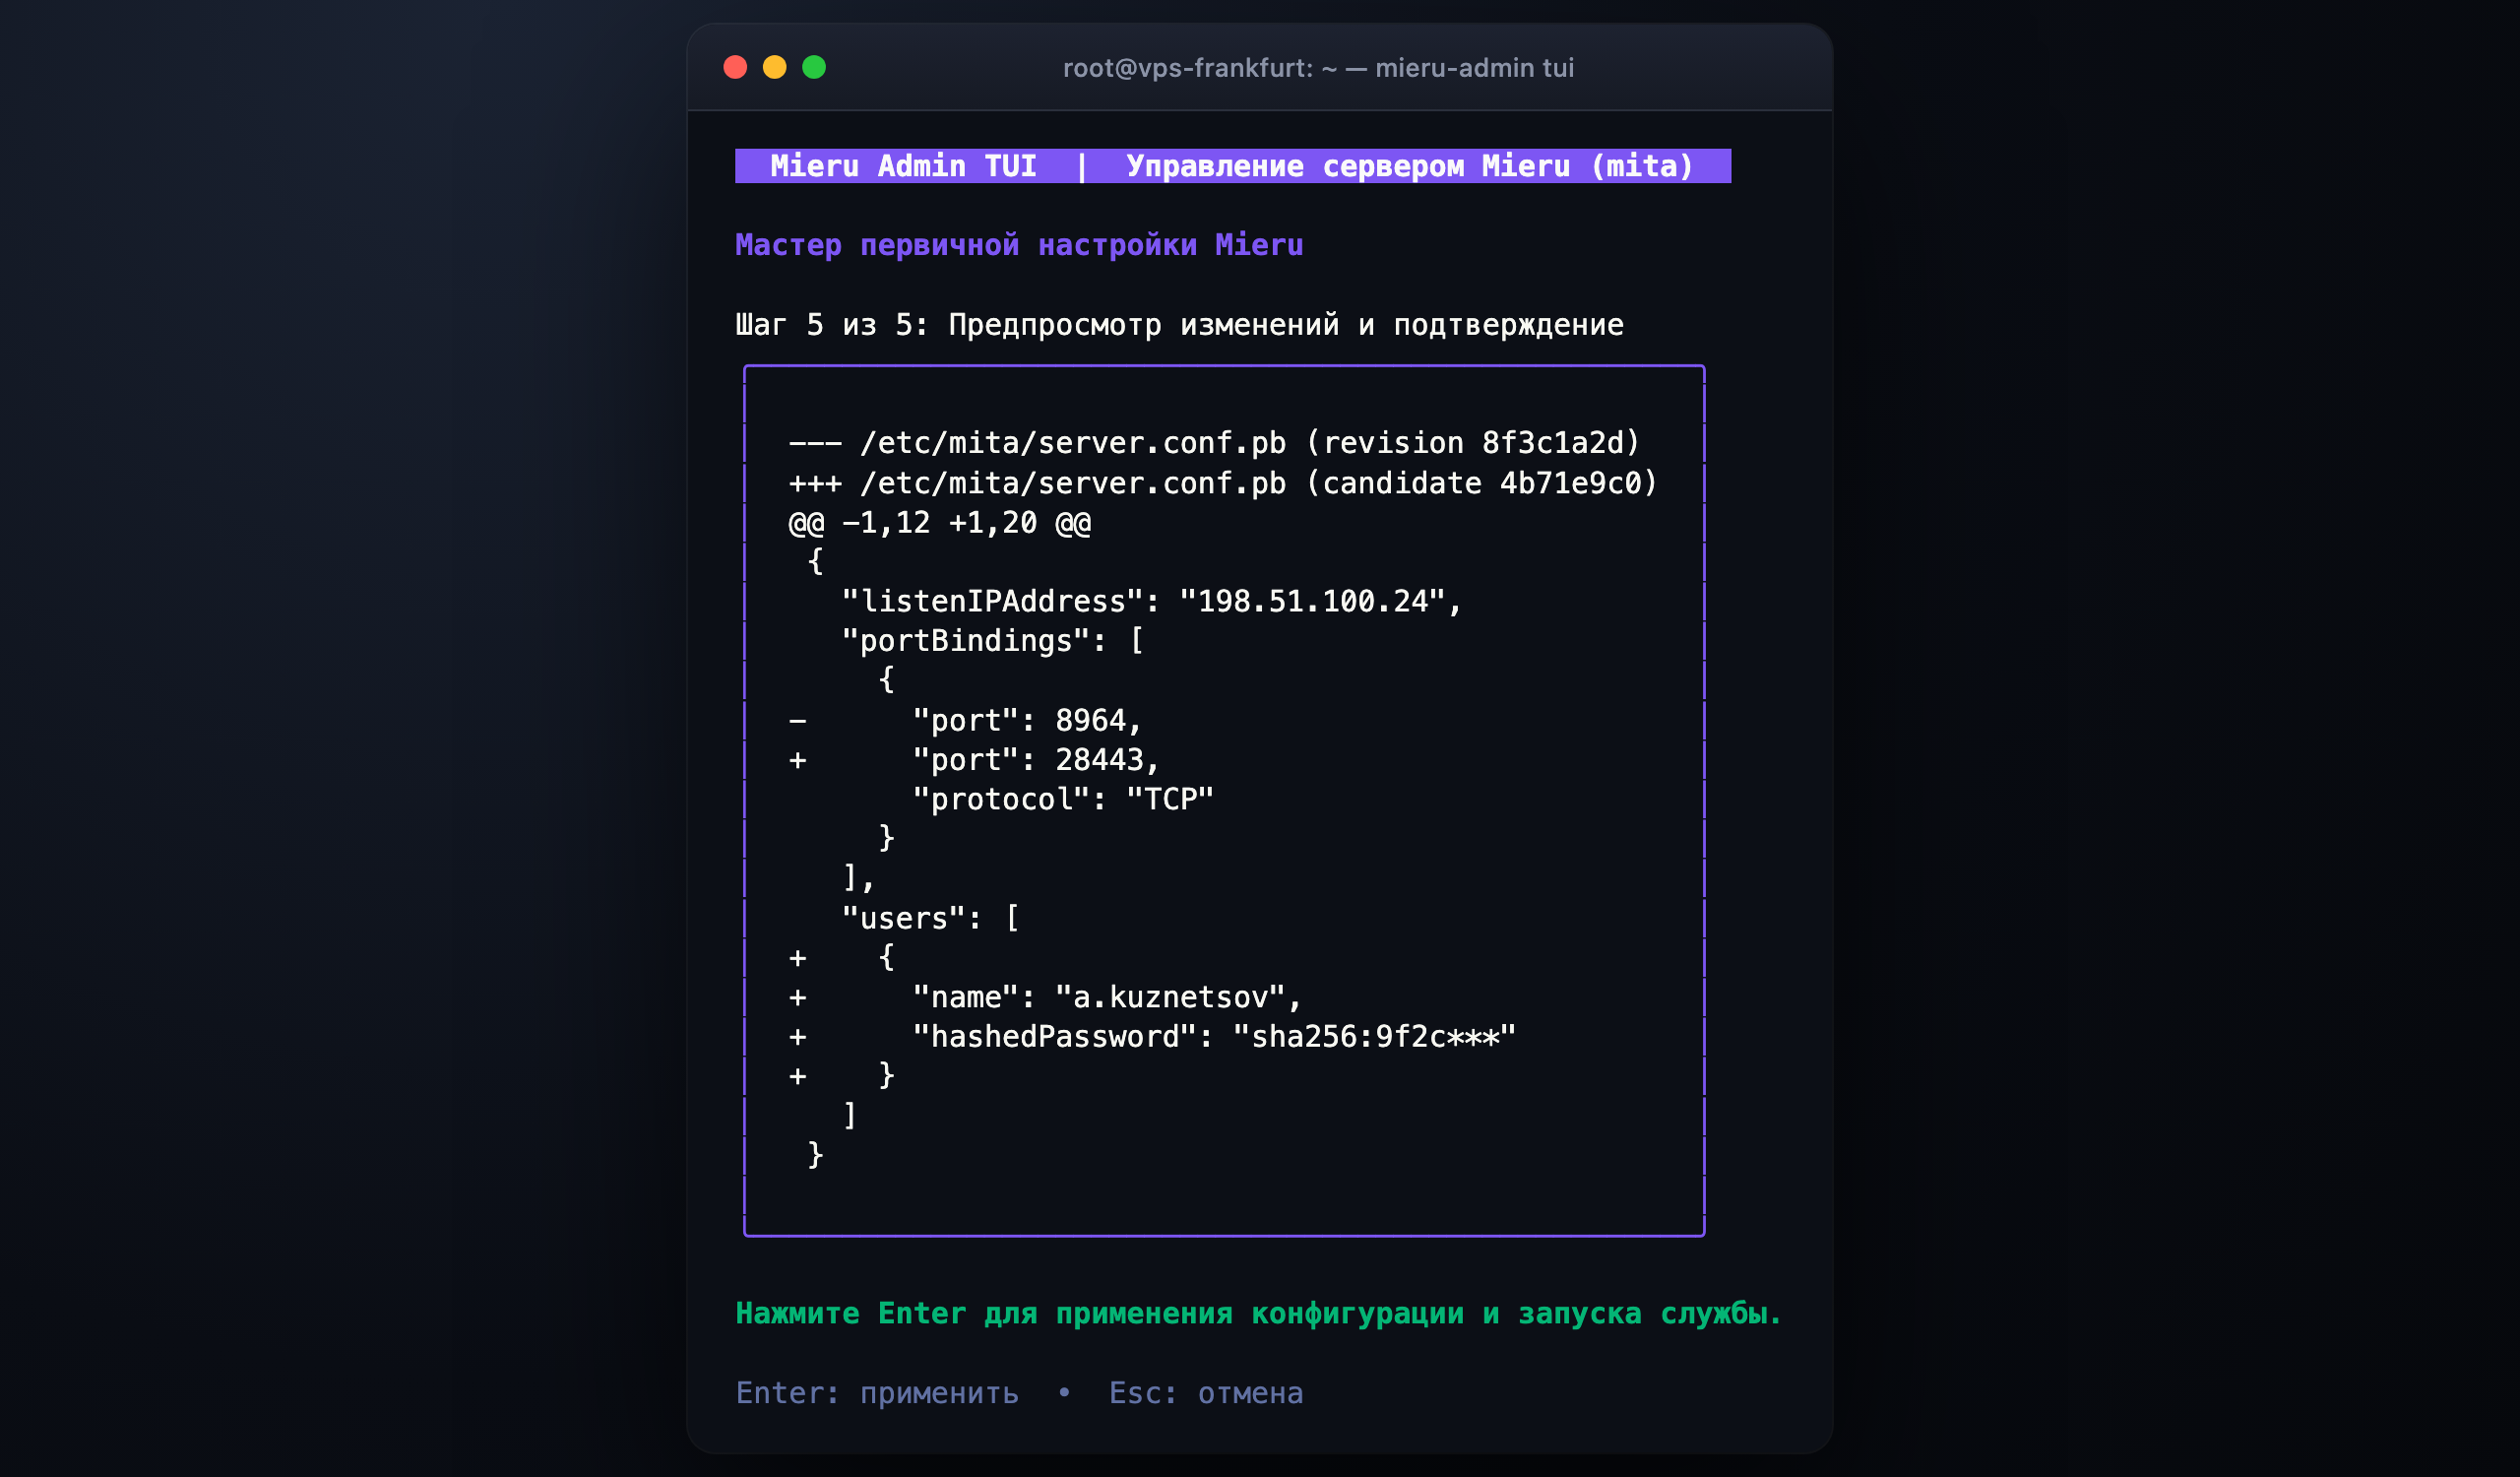 root@vps-frankfurt: ~ — mieru-admin tui
Mieru Admin TUI | Управление сервером Mieru (mita)
Мастер первичной настройки Mieru
Шаг 5 из 5: Предпросмотр изменений и подтверждение
--- /etc/mita/server.conf.pb (revision 8f3c1a2d)
+++ /etc/mita/server.conf.pb (candidate 4b71e9c0)
@@ -1,12 +1,20 @@
 {
   "listenIPAddress": "198.51.100.24",
   "portBindings": [
     {
-      "port": 8964,
+      "port": 28443,
       "protocol": "TCP"
     }
   ],
   "users": [
+    {
+      "name": "a.kuznetsov",
+      "hashedPassword": "sha256:9f2c***"
+    }
   ]
 }
Нажмите Enter для применения конфигурации и запуска службы.
Enter: применить • Esc: отмена